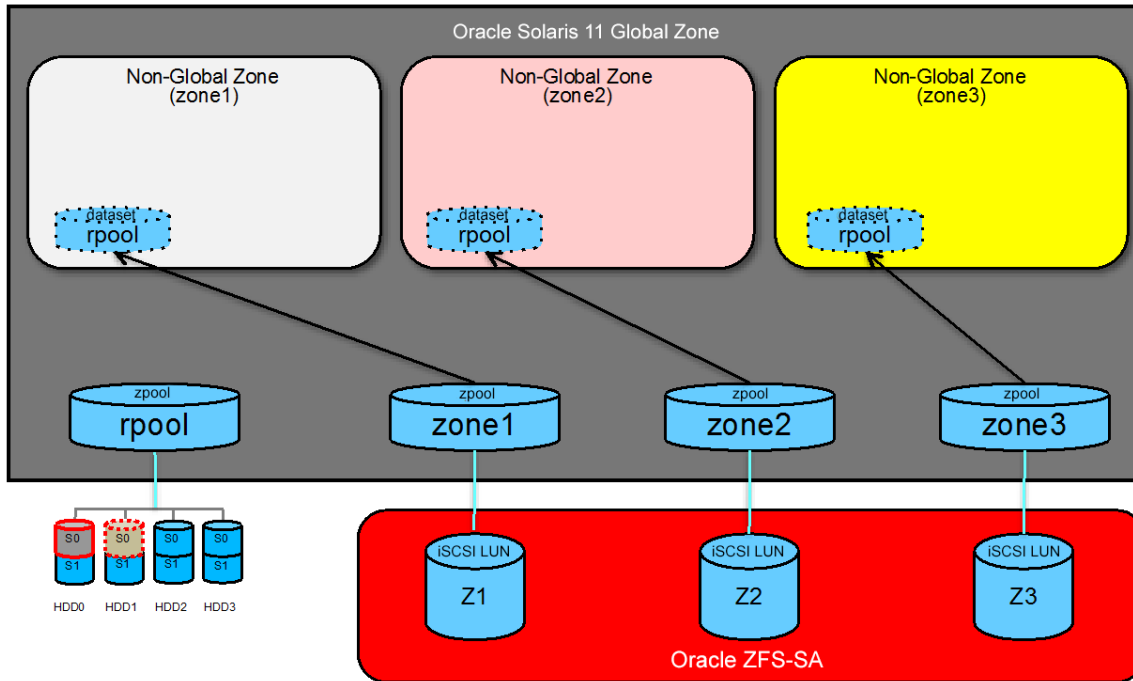 Oracle Solaris 11 Global Zone
Non-Global Zone
(zone1)
Non-Global Zone
(zone2)
Non-Global Zone
(zone3)
dataset
rpool
dataset
rpool
dataset
rpool
zpool
rpool
zpool
zone1
zpool
zone2
zpool
zone3
S0
S1
S0
S1
S0
S1
S0
S1
HDD0
HDD1
HDD2
HDD3
iSCSI LUN
Z1
iSCSI LUN
Z2
iSCSI LUN
Z3
Oracle ZFS-SA